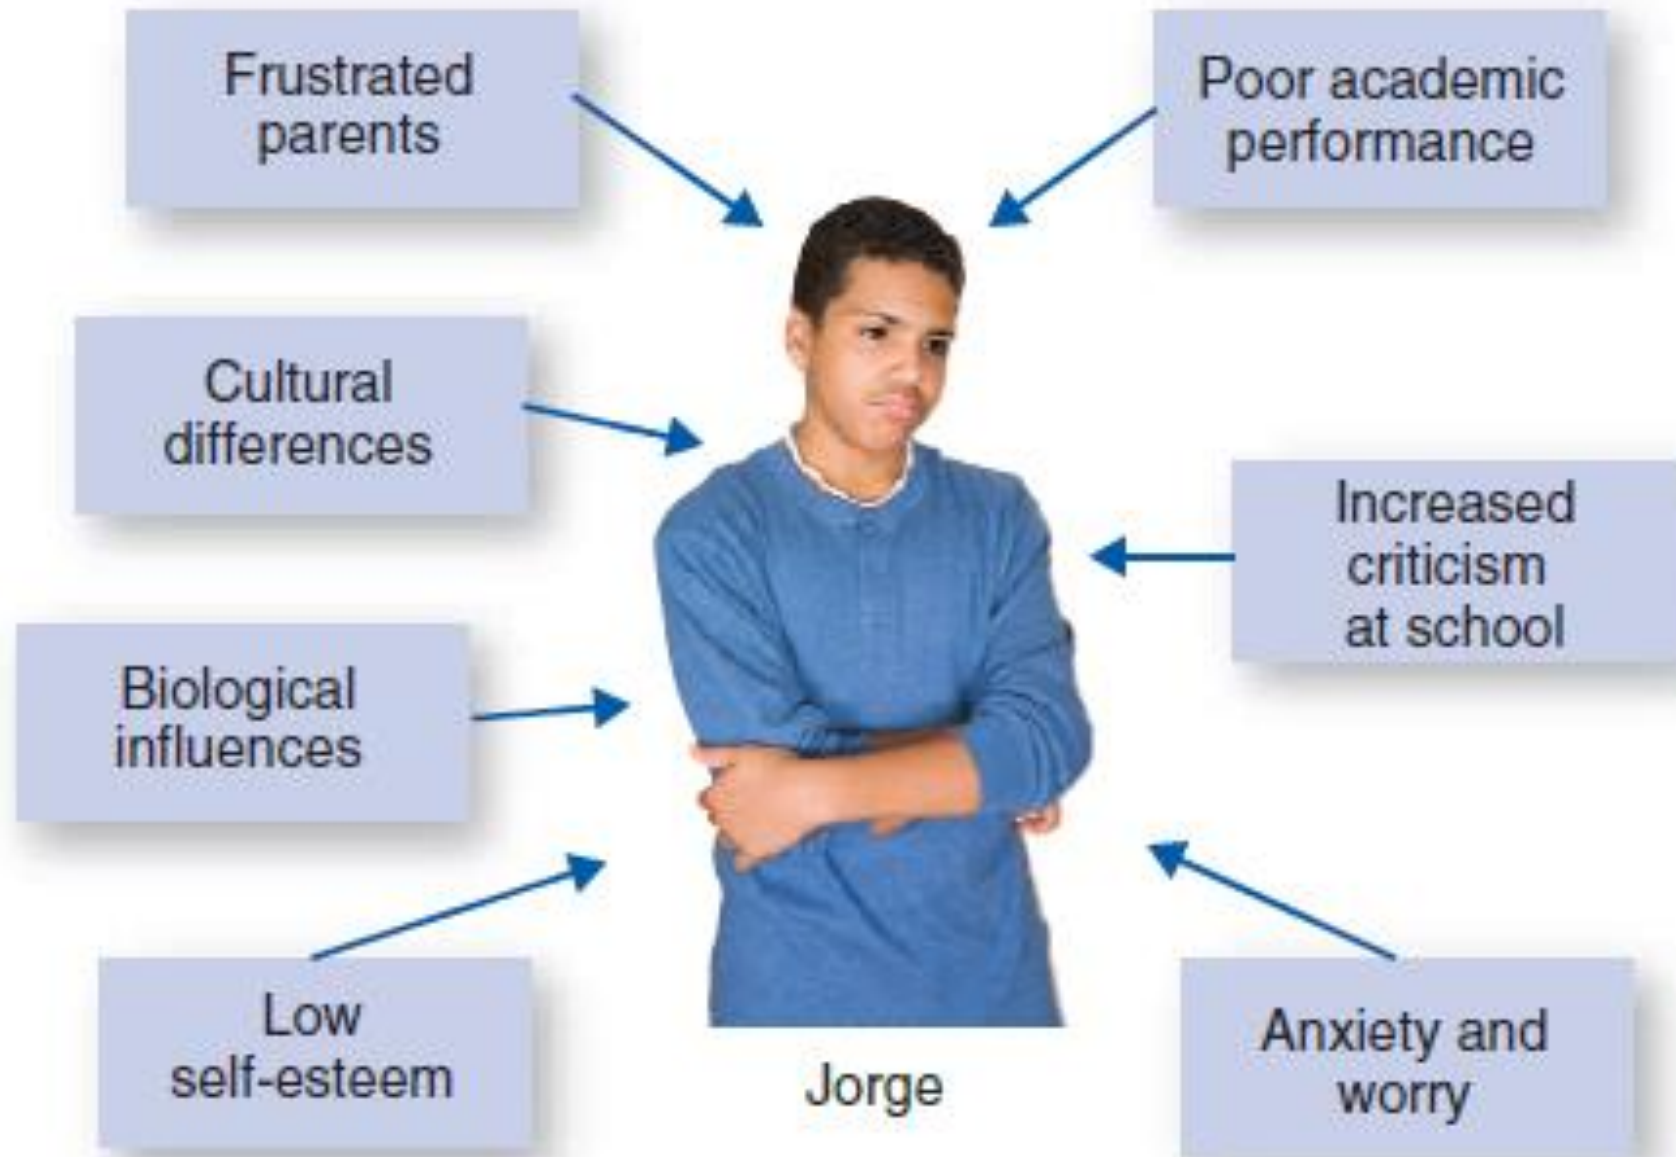 Frustrated
parents
Poor academic
performance
Cultural
differences
Increased
criticism
at school
Biological
influences
Low
self-esteem
Anxiety and
worry
Jorge